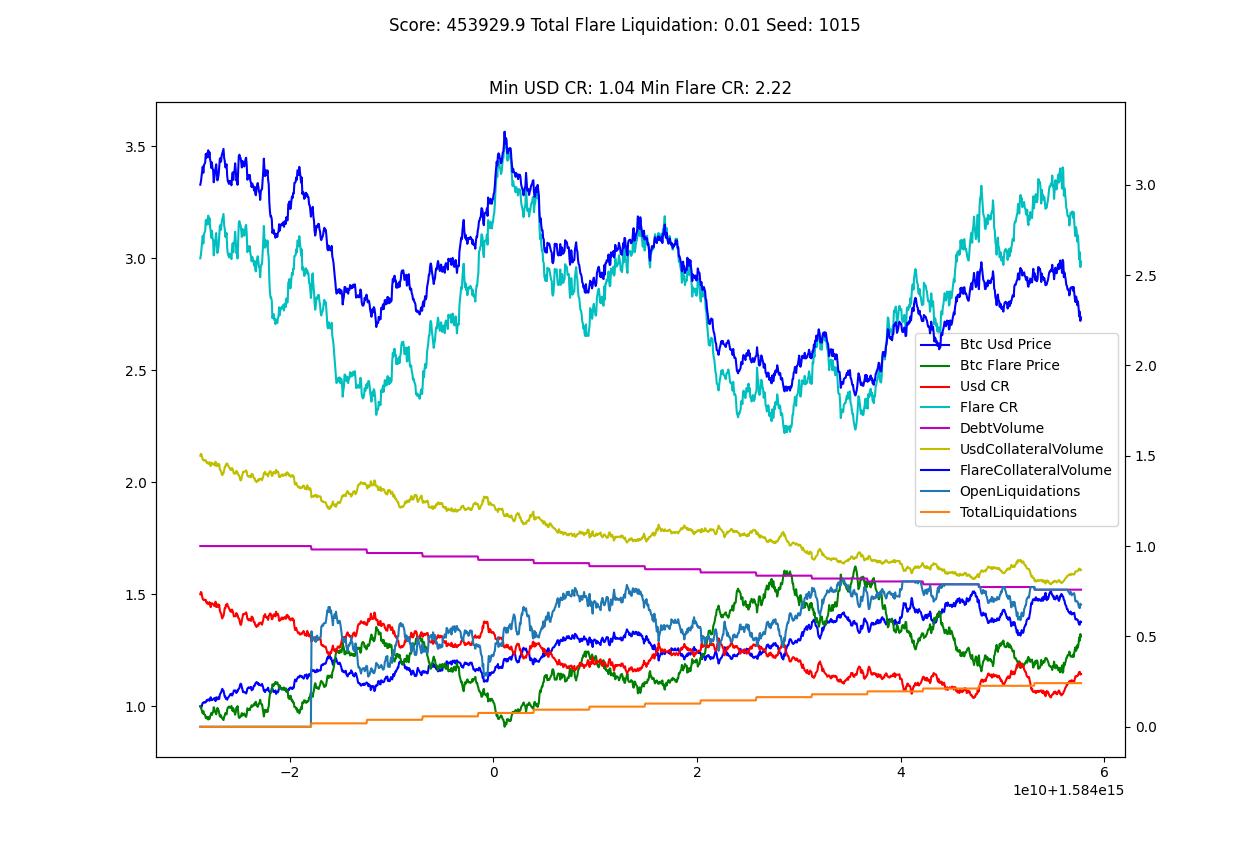 Score: 453929.9 Total Flare Liquidation: 0.01 Seed: 1015
Min USD CR: 1.04 Min Flare CR: 2.22
3.5
3.0
2.5
2.0
1.5
1.0
3.0
2.5
2.0
1.5
1.0
0.5
0.0
Btc Usd Price
Btc Flare Price
Usd CR
Flare CR
DebtVolume
UsdCollateralVolume
FlareCollateralVolume
OpenLiquidations
TotalLiquidations
−2 0 2 4 6
1e10+1.584e15